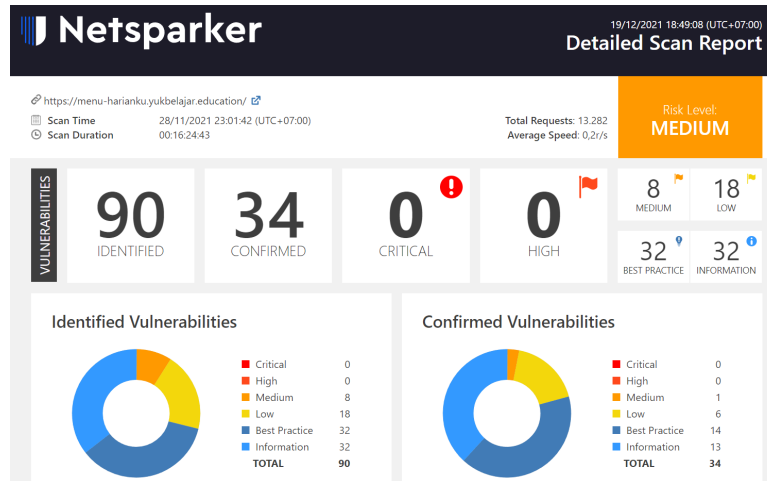 Netsparker
19/12/2021 18:49:08 (UTC+07:00)
Detailed Scan Report
https://menu-harianku.yukbelajar.education/
Scan Time 28/11/2021 23:01:42 (UTC+07:00)
Scan Duration 00:16:24:43
Total Requests: 13.282
Average Speed: 0,2r/s
Risk Level:
MEDIUM
VULNERABILITIES
90
IDENTIFIED
34
CONFIRMED
0
CRITICAL
0
HIGH
8
MEDIUM
18
LOW
32
BEST PRACTICE
32
INFORMATION
Identified Vulnerabilities
Critical 0
High 0
Medium 8
Low 18
Best Practice 32
Information 32
TOTAL 90
Confirmed Vulnerabilities
Critical 0
High 0
Medium 1
Low 6
Best Practice 14
Information 13
TOTAL 34